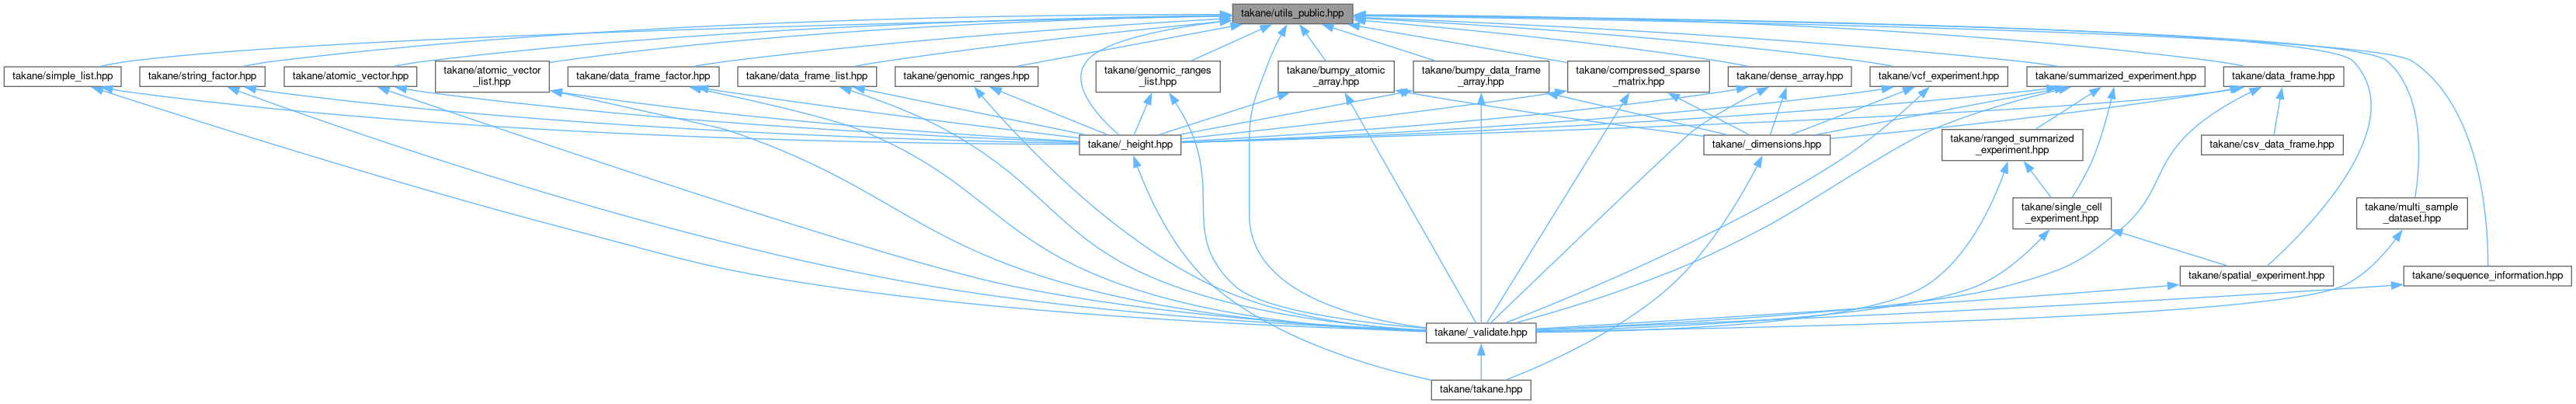 takane/utils_public.hpp
takane/simple_list.hpp
takane/string_factor.hpp
takane/atomic_vector.hpp
takane/atomic_vector
_list.hpp
takane/data_frame_factor.hpp
takane/data_frame_list.hpp
takane/genomic_ranges.hpp
takane/genomic_ranges
_list.hpp
takane/bumpy_atomic
_array.hpp
takane/bumpy_data_frame
_array.hpp
takane/compressed_sparse
_matrix.hpp
takane/dense_array.hpp
takane/vcf_experiment.hpp
takane/summarized_experiment.hpp
takane/data_frame.hpp
takane/_height.hpp
takane/_dimensions.hpp
takane/ranged_summarized
_experiment.hpp
takane/csv_data_frame.hpp
takane/single_cell
_experiment.hpp
takane/multi_sample
_dataset.hpp
takane/spatial_experiment.hpp
takane/sequence_information.hpp
takane/_validate.hpp
takane/takane.hpp